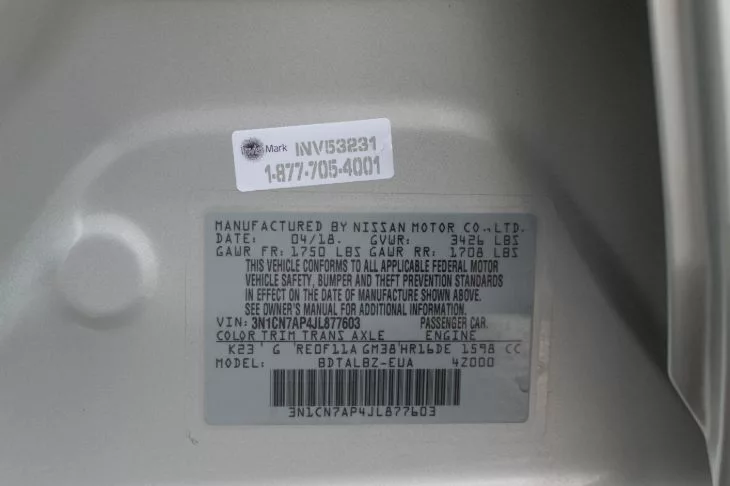 Mark INV53231
1-877-705-4001
MANUFACTURED BY NISSAN MOTOR CO.,LTD.
DATE: 04/18. GVWR: 3426 LBS
GAWR FR: 1750 LBS GAWR RR: 1708 LBS
THIS VEHICLE CONFORMS TO ALL APPLICABLE FEDERAL MOTOR
VEHICLE SAFETY, BUMPER AND THEFT PREVENTION STANDARDS
IN EFFECT ON THE DATE OF MANUFACTURE SHOWN ABOVE.
SEE OWNER'S MANUAL FOR ADDITIONAL INFORMATION.
VIN: 3N1CN7AP4JL877603 PASSENGER CAR.
COLOR TRIM TRANS AXLE ENGINE
K23 G RE0F11A GM38 HR16DE 1598 CC
MODEL: BDTALBZ-EUA 4Z000
3N1CN7AP4JL877603